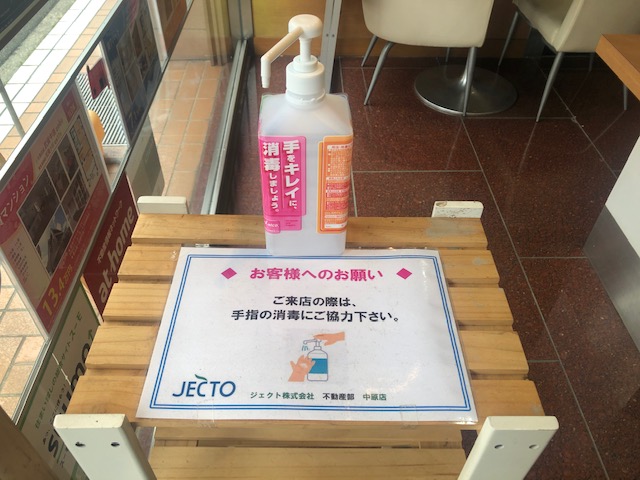 手をキレイに、
消毒しましょう。
◆ お客様へのお願い ◆
ご来店の際は、
手指の消毒にご協力下さい。
JECTO
ジェクト株式会社 不動産部 中原店
マンション
13.4
at home